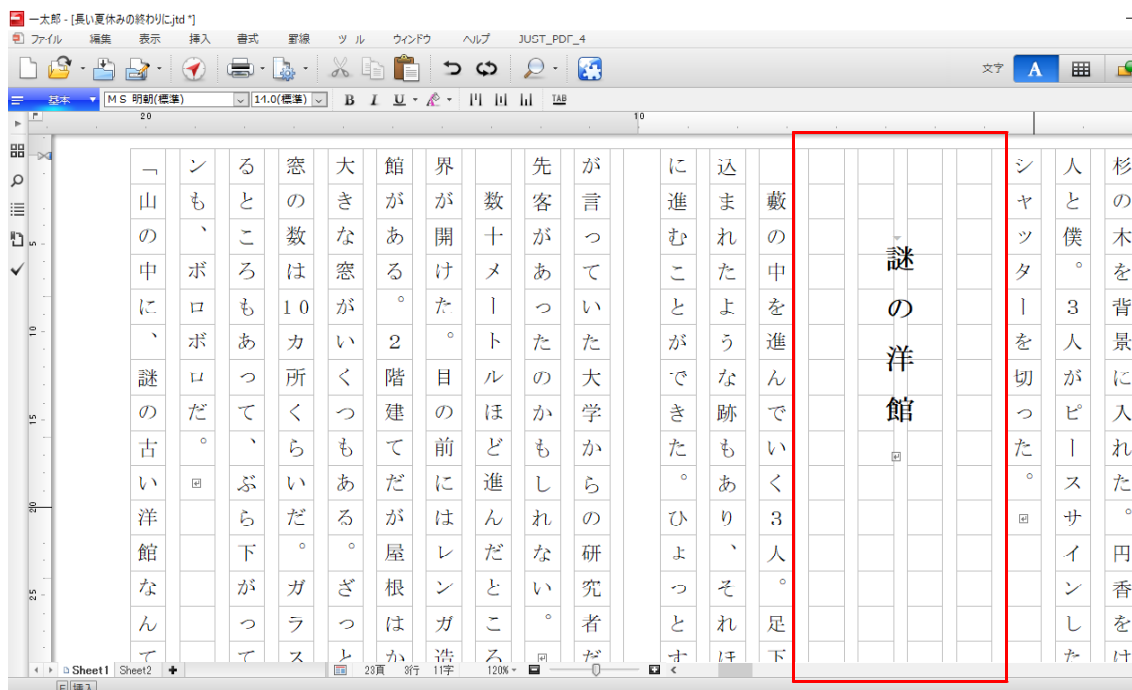 一太郎 - [長い夏休みの終わりに.jtd *]
ファイル 編集 表示 挿入 書式 罫線 ツール ウィンドウ ヘルプ JUST_PDF_4
文字 A
基本 ＭＳ 明朝(標準) 14.0(標準) B I U TAB
20 10
5
10
15
20
25
杉の木を背景に入れた。円香をは
人と僕。3人がピースサインした
シャッターを切った。
謎の洋館
藪の中を進んでいく3人。足下
込まれたような跡もあり、それほ
に進むことができた。ひょっとす
が言っていた大学からの研究者だ
先客があったのかもしれない。
数十メートルほど進んだところ
界が開けた。目の前にはレンガ造
館がある。2階建てだが屋根はか
大きな窓がいくつもある。ざっと
窓の数は10カ所くらいだ。ガラス
るところもあって、ぶら下がって
ンも、ボロボロだ。
「山の中に、謎の古い洋館なんて
Sheet1 Sheet2 23頁 3行 11字 120%
挿入